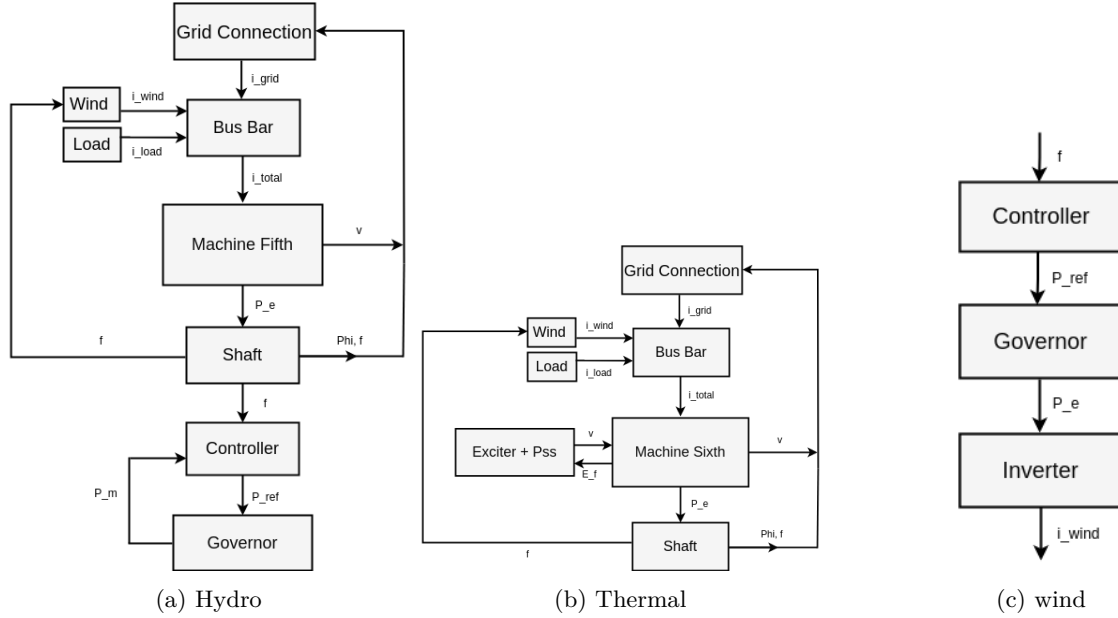 Grid Connection
i_grid
Wind
i_wind
Bus Bar
Load
i_load
i_total
Machine Fifth
v
P_e
f
Shaft
Phi, f
f
Controller
P_m
P_ref
Governor
(a) Hydro
Grid Connection
i_grid
Wind
i_wind
Bus Bar
Load
i_load
i_total
Exciter + Pss
v
E_f
Machine Sixth
v
P_e
Shaft
Phi, f
f
(b) Thermal
f
Controller
P_ref
Governor
P_e
Inverter
i_wind
(c) wind